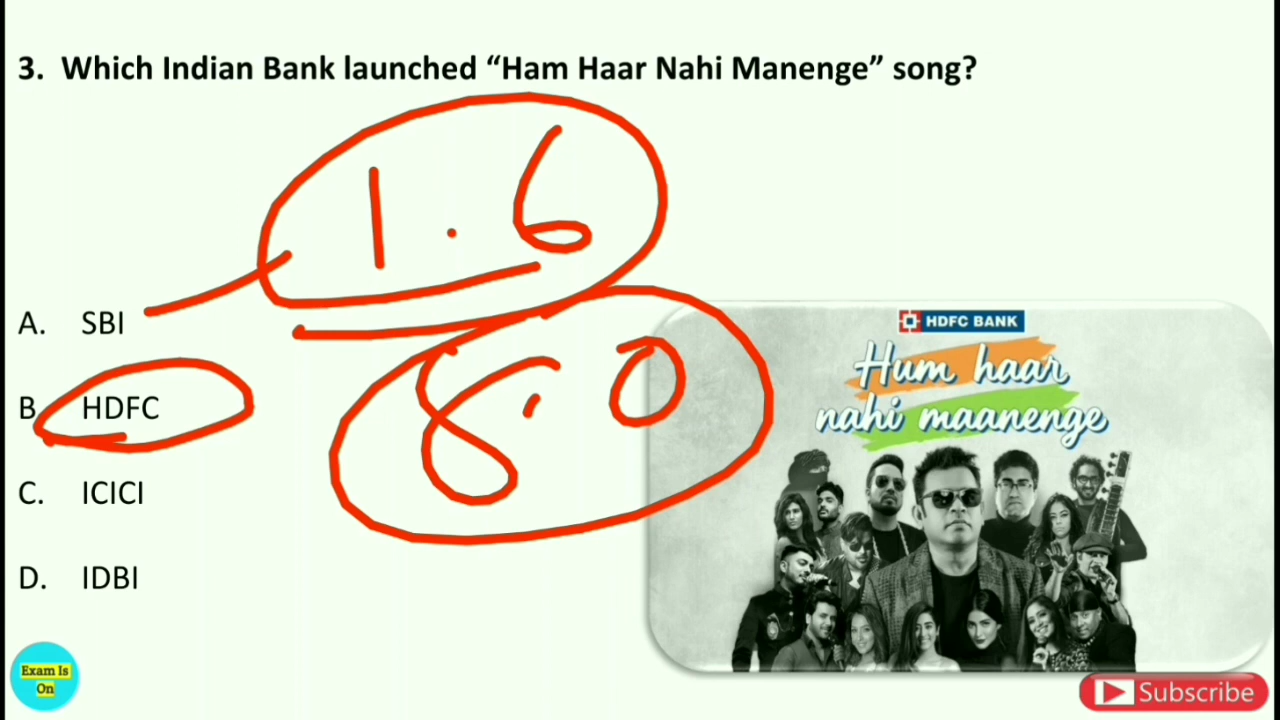 3. Which Indian Bank launched “Ham Haar Nahi Manenge” song?
1.6
A. SBI
8.0
B. HDFC
C. ICICI
D. IDBI
HDFC BANK
Hum haar
nahi maanenge
Exam Is
On
Subscribe